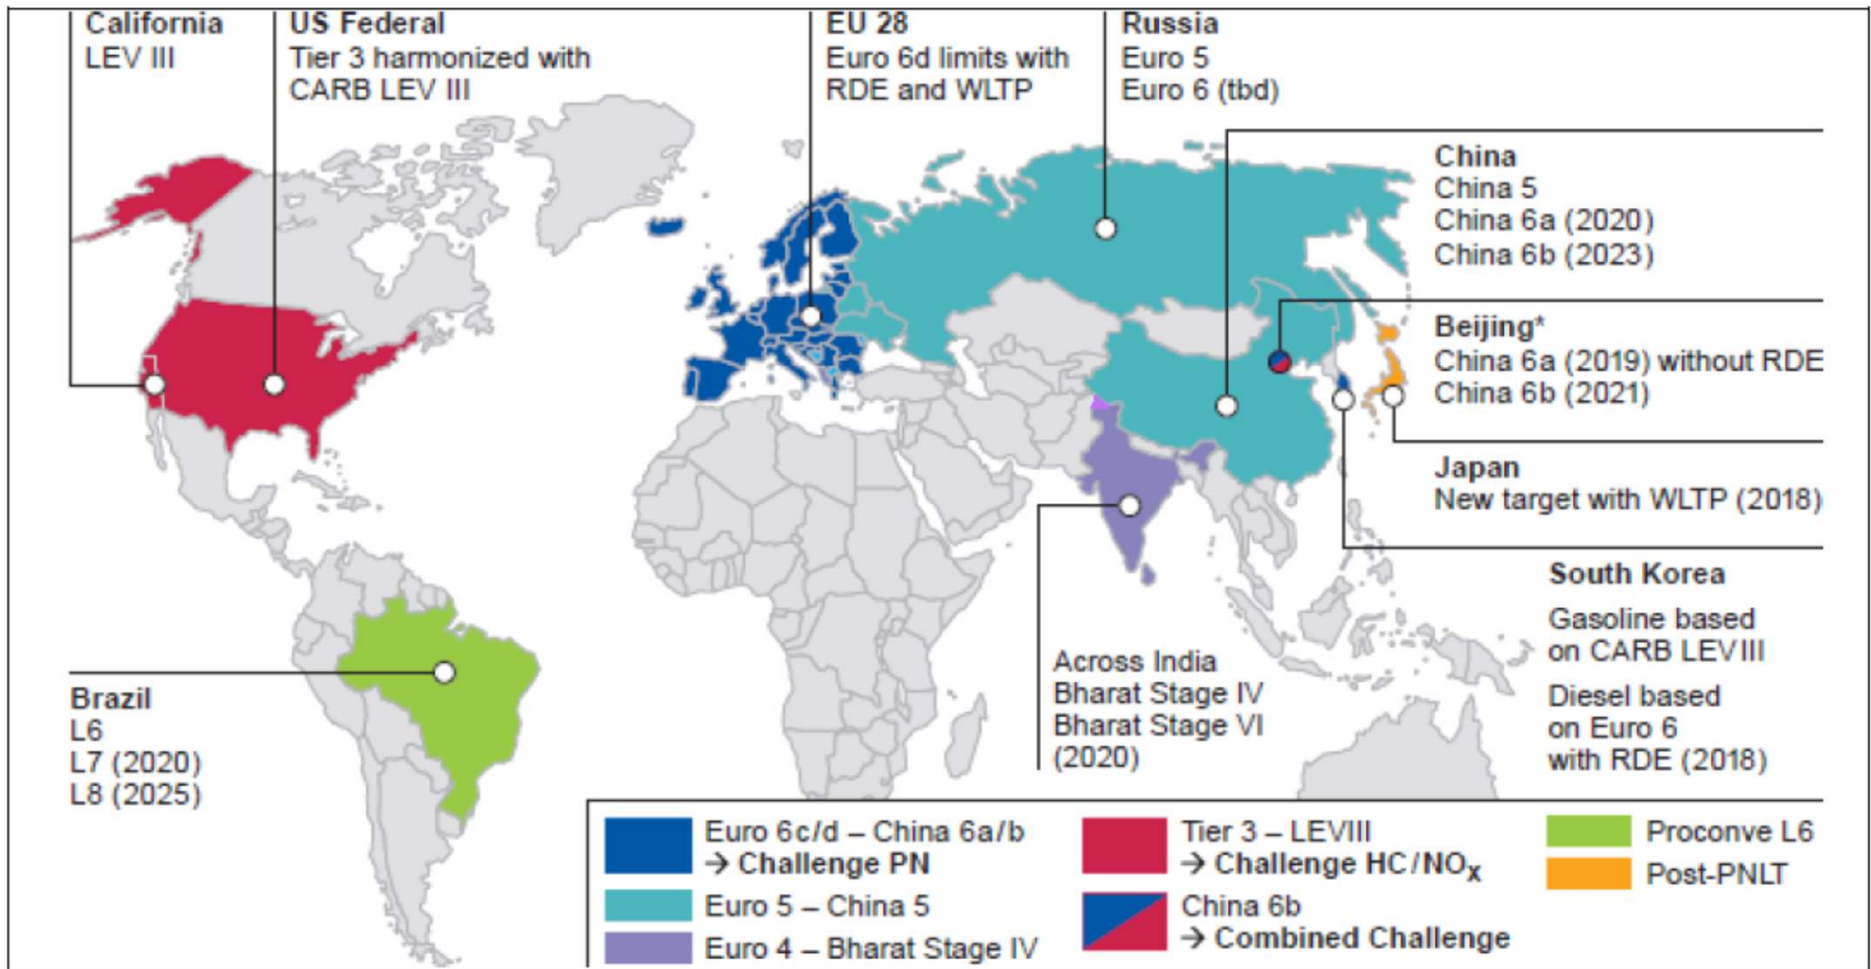 California
LEV III
US Federal
Tier 3 harmonized with
CARB LEV III
EU 28
Euro 6d limits with
RDE and WLTP
Russia
Euro 5
Euro 6 (tbd)
China
China 5
China 6a (2020)
China 6b (2023)
Beijing*
China 6a (2019) without RDE
China 6b (2021)
Japan
New target with WLTP (2018)
South Korea
Gasoline based
on CARB LEVIII
Diesel based
on Euro 6
with RDE (2018)
Across India
Bharat Stage IV
Bharat Stage VI
(2020)
Brazil
L6
L7 (2020)
L8 (2025)
Euro 6c/d – China 6a/b
→ Challenge PN
Euro 5 – China 5
Euro 4 – Bharat Stage IV
Tier 3 – LEVIII
→ Challenge HC/NOx
China 6b
→ Combined Challenge
Proconve L6
Post-PNLT